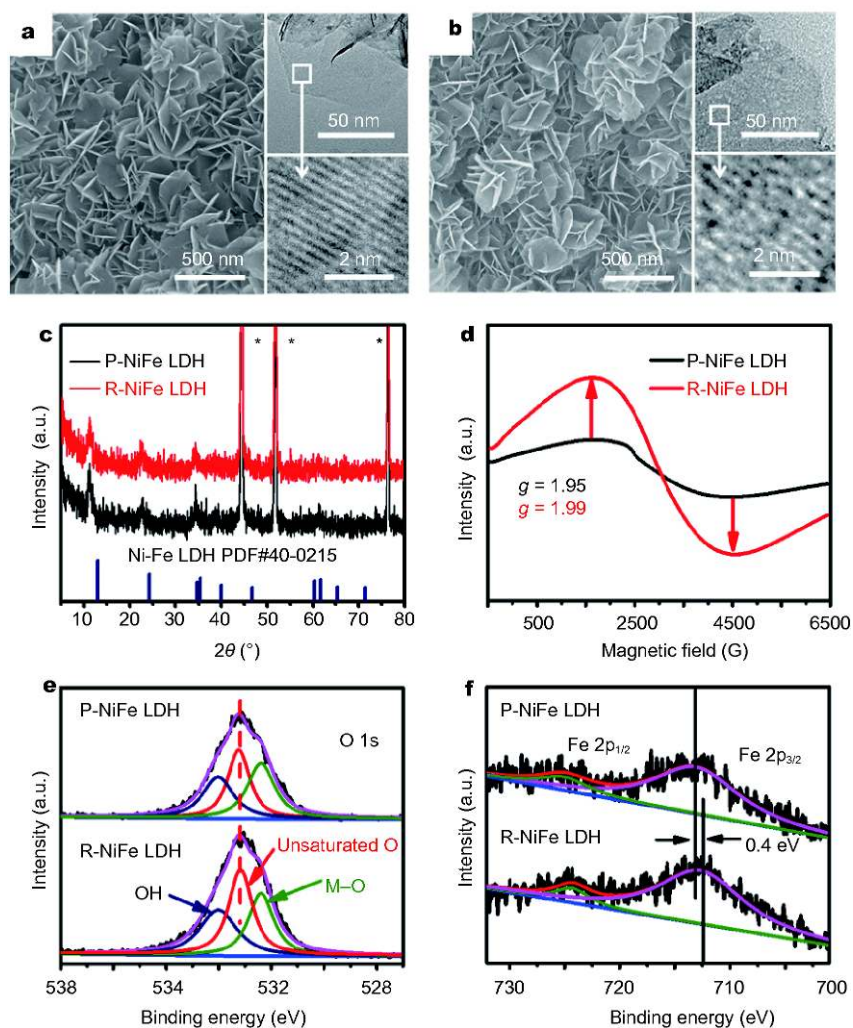 a
50 nm
500 nm
2 nm
b
50 nm
500 nm
2 nm
c
* * *
P-NiFe LDH
R-NiFe LDH
Intensity (a.u.)
Ni-Fe LDH PDF#40-0215
10 20 30 40 50 60 70 80
2θ (°)
d
P-NiFe LDH
R-NiFe LDH
g = 1.95
g = 1.99
Intensity (a.u.)
500 2500 4500 6500
Magnetic field (G)
e
P-NiFe LDH
O 1s
R-NiFe LDH
Unsaturated O
OH
M–O
Intensity (a.u.)
538 536 534 532 530 528
Binding energy (eV)
f
P-NiFe LDH
Fe 2p1/2
Fe 2p3/2
R-NiFe LDH
0.4 eV
Intensity (a.u.)
730 720 710 700
Binding energy (eV)